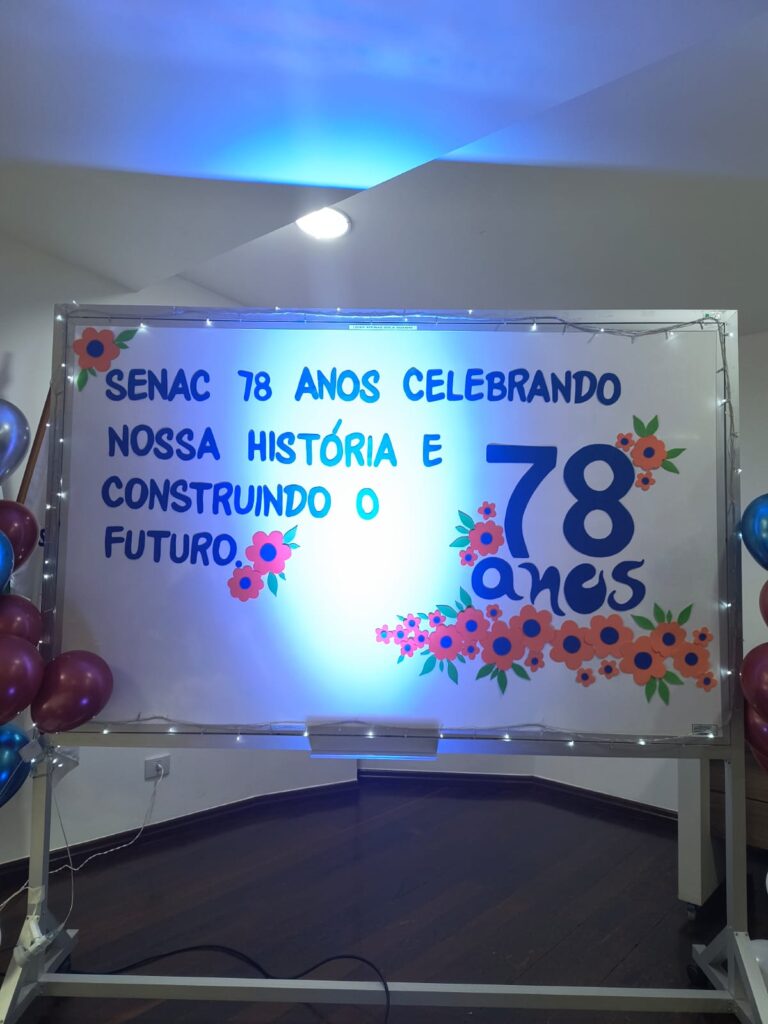 SENAC 78 ANOS CELEBRANDO
NOSSA HISTÓRIA E
CONSTRUINDO O
FUTURO.
78
anos